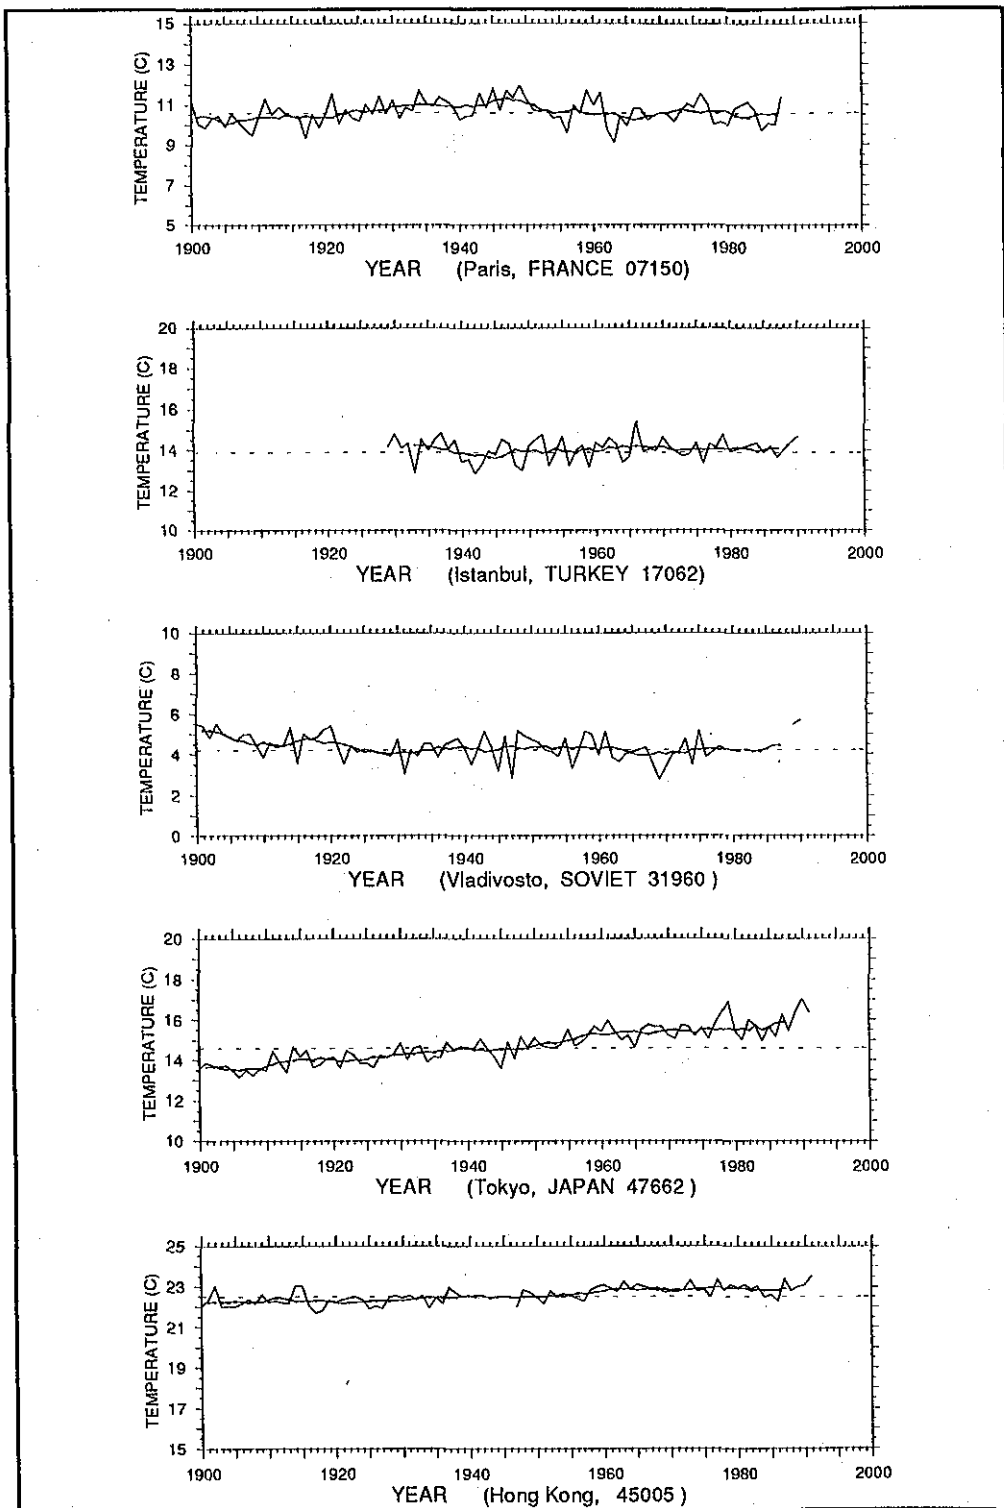 15
13
11
9
7
5
TEMPERATURE (C)
1900 1920 1940 1960 1980 2000
YEAR (Paris, FRANCE 07150)
20
18
16
14
12
10
TEMPERATURE (C)
1900 1920 1940 1960 1980 2000
YEAR (Istanbul, TURKEY 17062)
10
8
6
4
2
0
TEMPERATURE (C)
1900 1920 1940 1960 1980 2000
YEAR (Vladivosto, SOVIET 31960 )
20
18
16
14
12
10
TEMPERATURE (C)
1900 1920 1940 1960 1980 2000
YEAR (Tokyo, JAPAN 47662 )
25
23
21
19
17
15
TEMPERATURE (C)
1900 1920 1940 1960 1980 2000
YEAR (Hong Kong, 45005 )